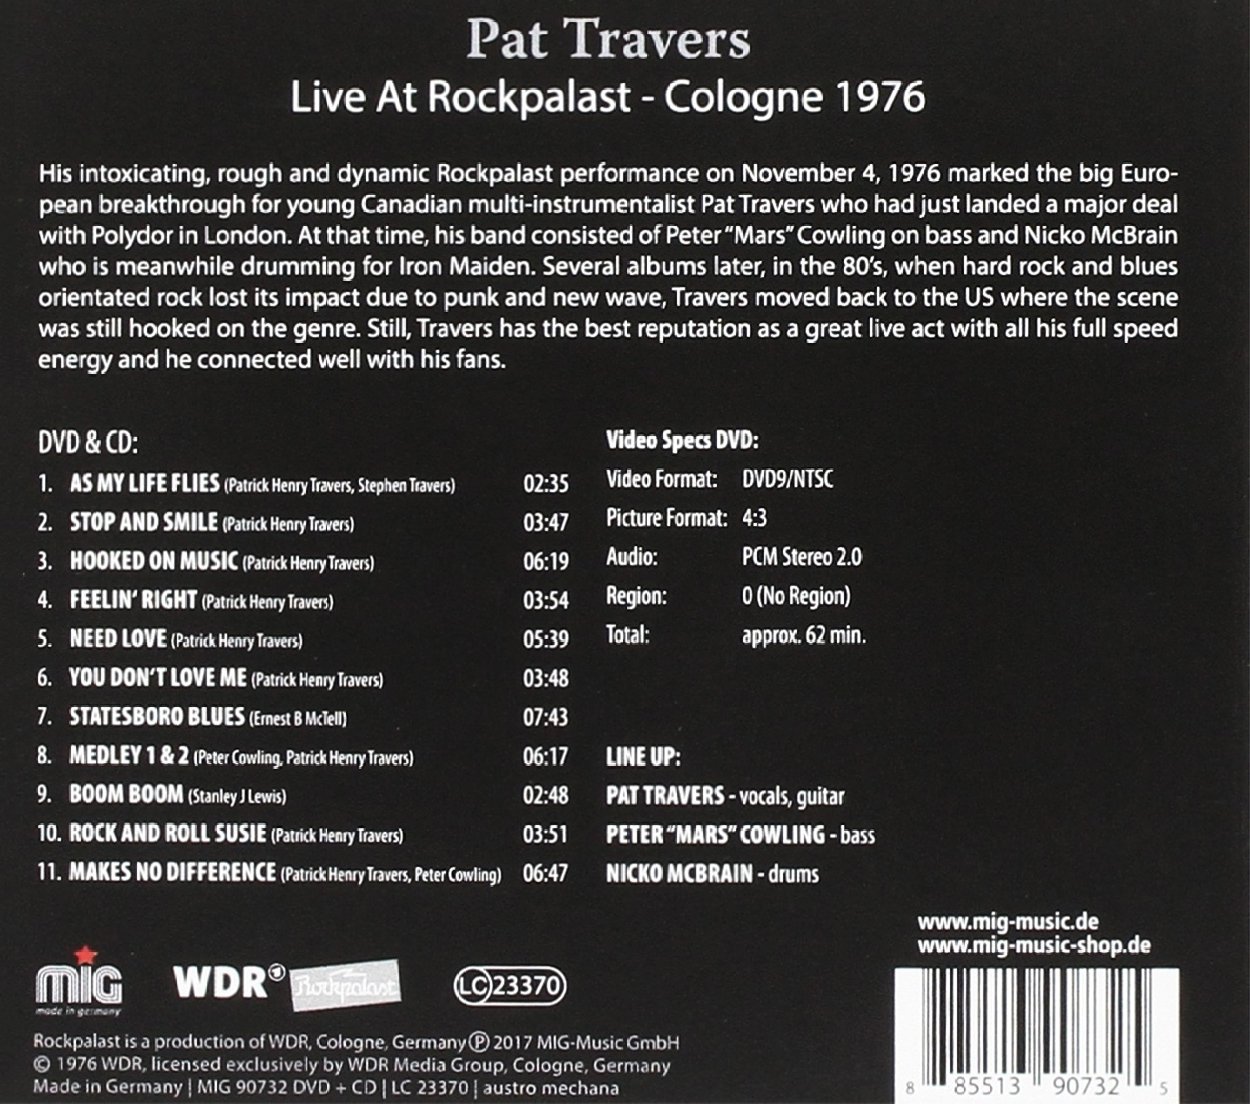 Pat Travers
Live At Rockpalast - Cologne 1976
His intoxicating, rough and dynamic Rockpalast performance on November 4, 1976 marked the big Euro-
pean breakthrough for young Canadian multi-instrumentalist Pat Travers who had just landed a major deal
with Polydor in London. At that time, his band consisted of Peter “Mars” Cowling on bass and Nicko McBrain
who is meanwhile drumming for Iron Maiden. Several albums later, in the 80’s, when hard rock and blues
orientated rock lost its impact due to punk and new wave, Travers moved back to the US where the scene
was still hooked on the genre. Still, Travers has the best reputation as a great live act with all his full speed
energy and he connected well with his fans.
DVD & CD:
1. AS MY LIFE FLIES (Patrick Henry Travers, Stephen Travers) 02:35
2. STOP AND SMILE (Patrick Henry Travers) 03:47
3. HOOKED ON MUSIC (Patrick Henry Travers) 06:19
4. FEELIN’ RIGHT (Patrick Henry Travers) 03:54
5. NEED LOVE (Patrick Henry Travers) 05:39
6. YOU DON’T LOVE ME (Patrick Henry Travers) 03:48
7. STATESBORO BLUES (Ernest B McTell) 07:43
8. MEDLEY 1 & 2 (Peter Cowling, Patrick Henry Travers) 06:17
9. BOOM BOOM (Stanley J Lewis) 02:48
10. ROCK AND ROLL SUSIE (Patrick Henry Travers) 03:51
11. MAKES NO DIFFERENCE (Patrick Henry Travers, Peter Cowling) 06:47
Video Specs DVD:
Video Format: DVD9/NTSC
Picture Format: 4:3
Audio: PCM Stereo 2.0
Region: 0 (No Region)
Total: approx. 62 min.
LINE UP:
PAT TRAVERS - vocals, guitar
PETER “MARS” COWLING - bass
NICKO MCBRAIN - drums
www.mig-music.de
www.mig-music-shop.de
mig
made in germany
WDR Rockpalast
LC 23370
Rockpalast is a production of WDR, Cologne, Germany ℗ 2017 MIG-Music GmbH
© 1976 WDR, licensed exclusively by WDR Media Group, Cologne, Germany
Made in Germany | MIG 90732 DVD + CD | LC 23370 | austro mechana
8 85513 90732 5